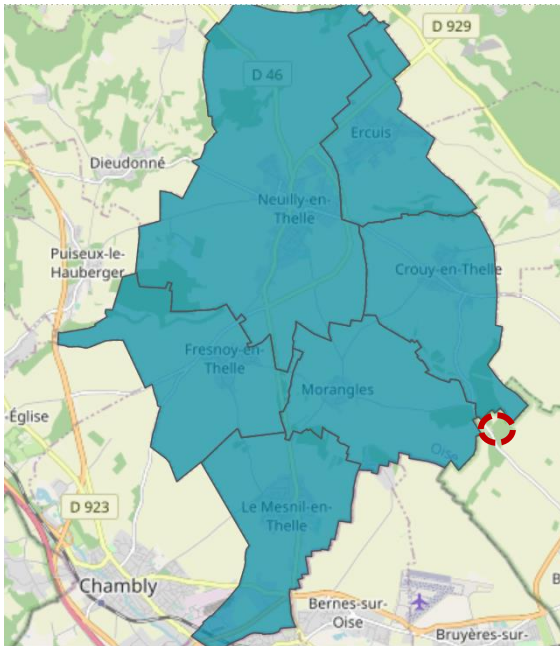 D 929
D 46
Ercuis
Dieudonné
Neuilly-en-
Thelle
Puiseux-le-
Hauberger
Crouy-en-Thelle
Fresnoy-en-
Thelle
Morangles
Église
Oise
D 923
Le Mesnil-en-
Thelle
Chambly
Bernes-sur-
Oise
B
Bruyères-sur-